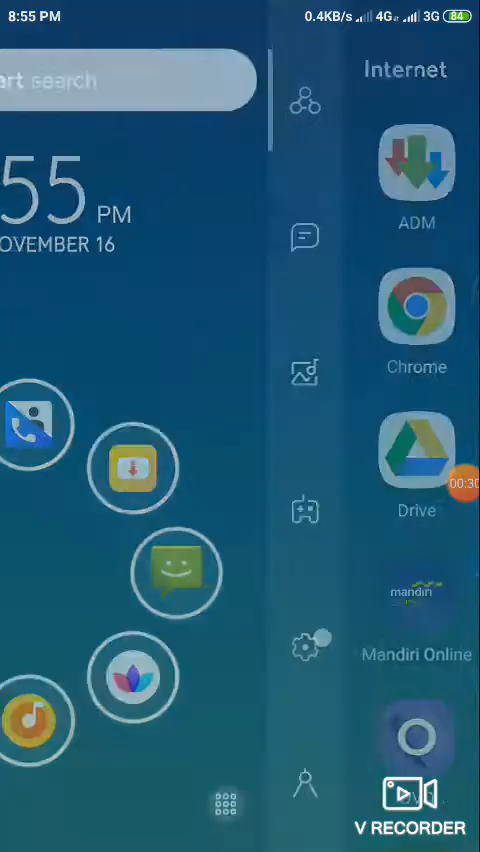 8:55 PM
0.4KB/s 4G 3G 84
art search
Internet
55 PM
OVEMBER 16
ADM
Chrome
Drive
00:30
mandiri
Mandiri Online
V RECORDER